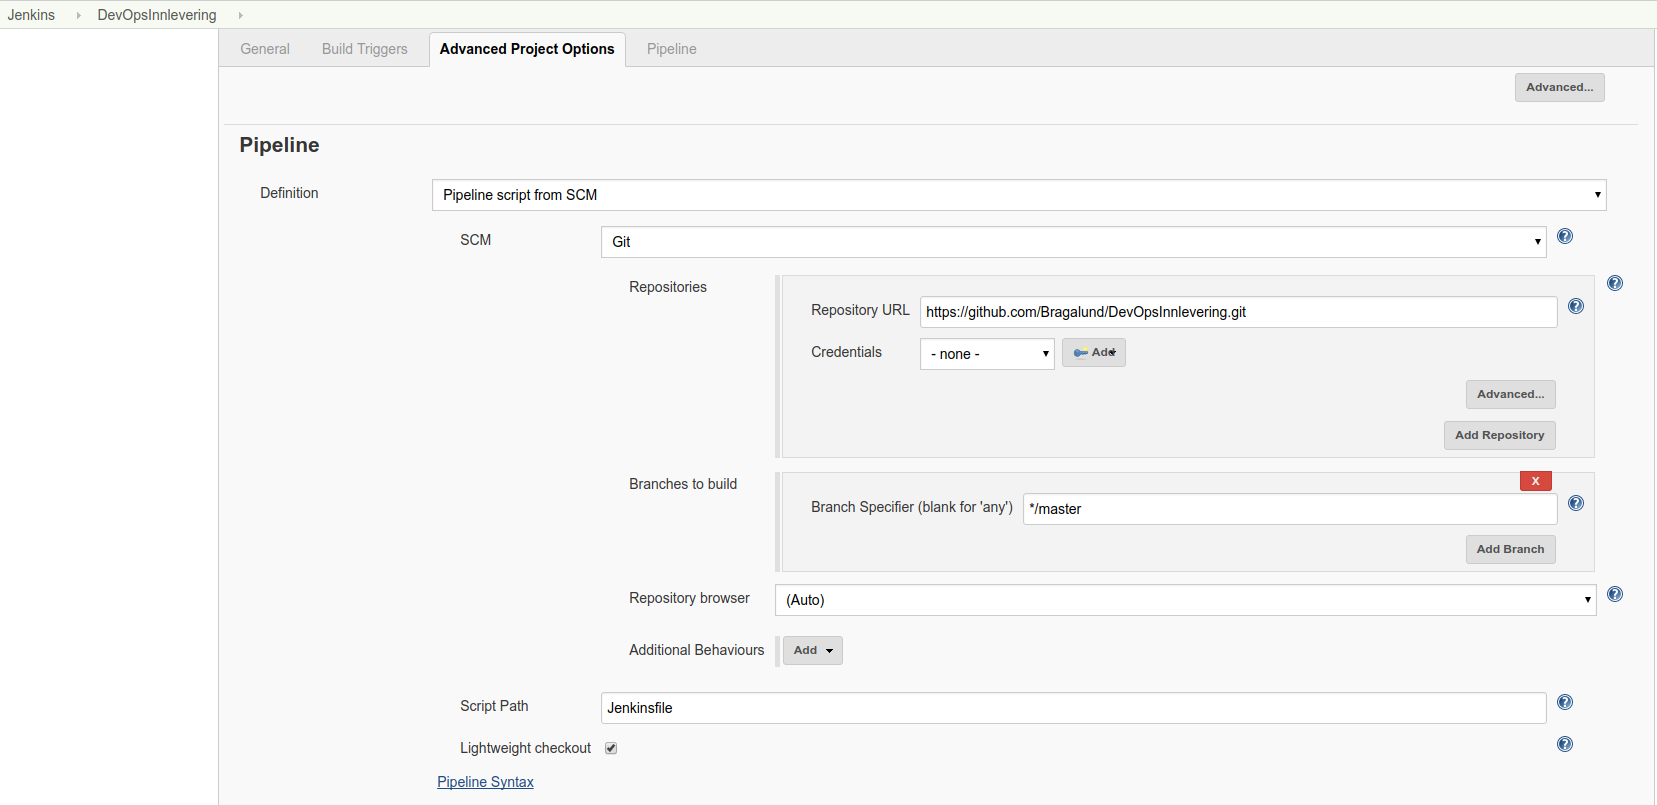 Jenkins DevOpsInnlevering
General Build Triggers Advanced Project Options Pipeline
Advanced...
Pipeline
Definition Pipeline script from SCM
SCM Git
Repositories
Repository URL https://github.com/Bragalund/DevOpsInnlevering.git
Credentials - none - Add
Advanced...
Add Repository
Branches to build
X
Branch Specifier (blank for 'any') */master
Add Branch
Repository browser (Auto)
Additional Behaviours Add
Script Path Jenkinsfile
Lightweight checkout
Pipeline Syntax